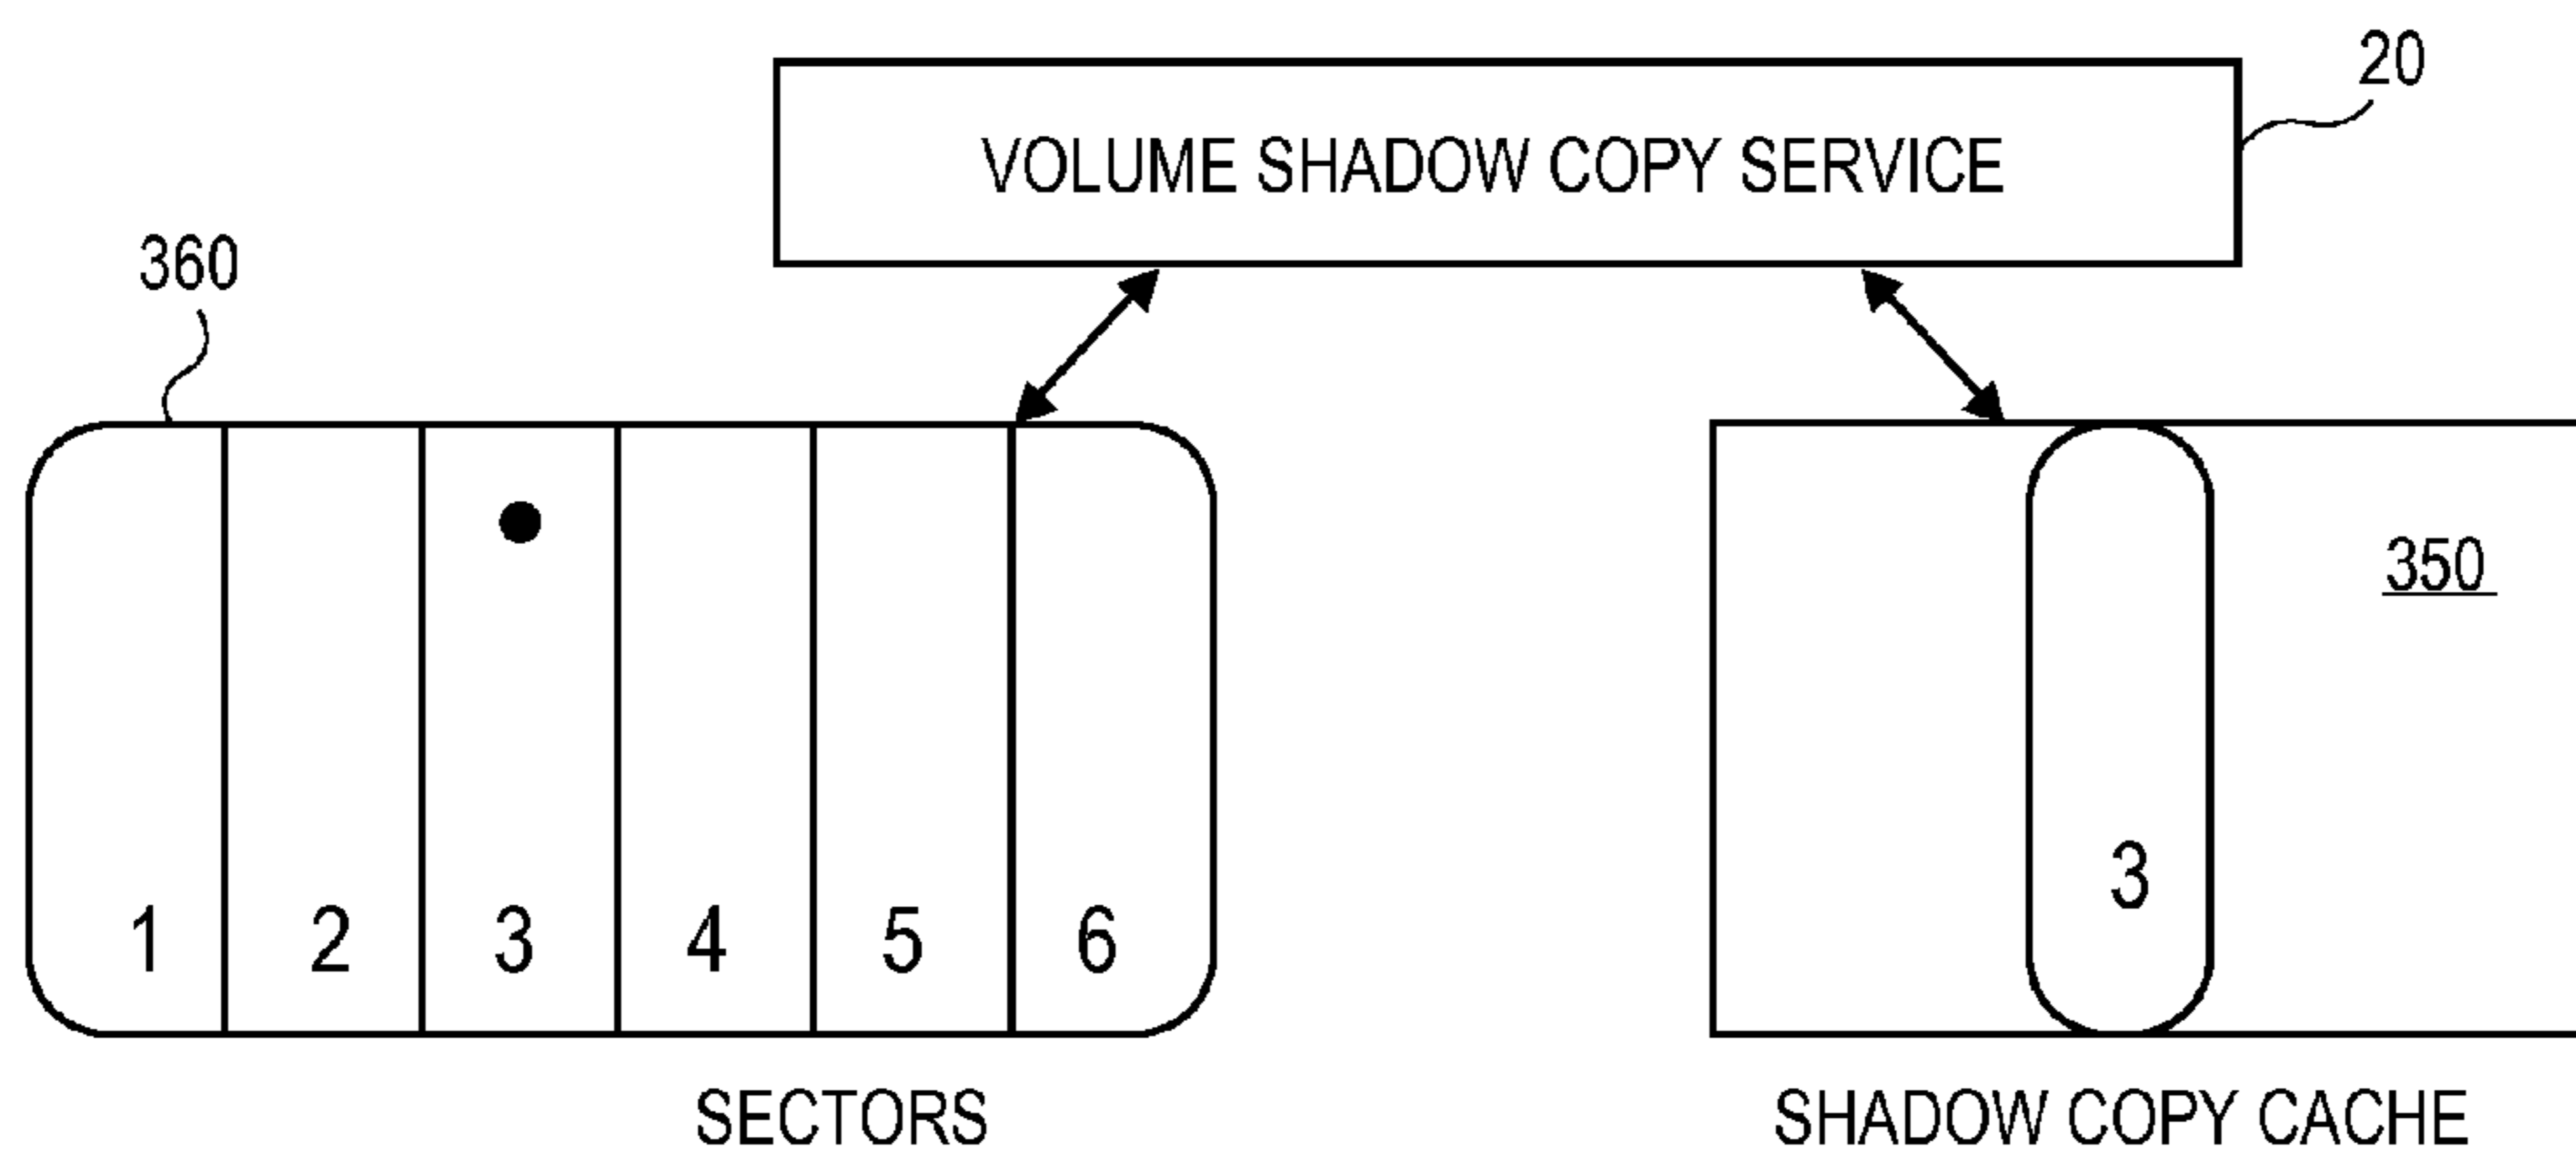 20
VOLUME SHADOW COPY SERVICE
360
350
3
1 2 3 4 5 6
SECTORS
SHADOW COPY CACHE